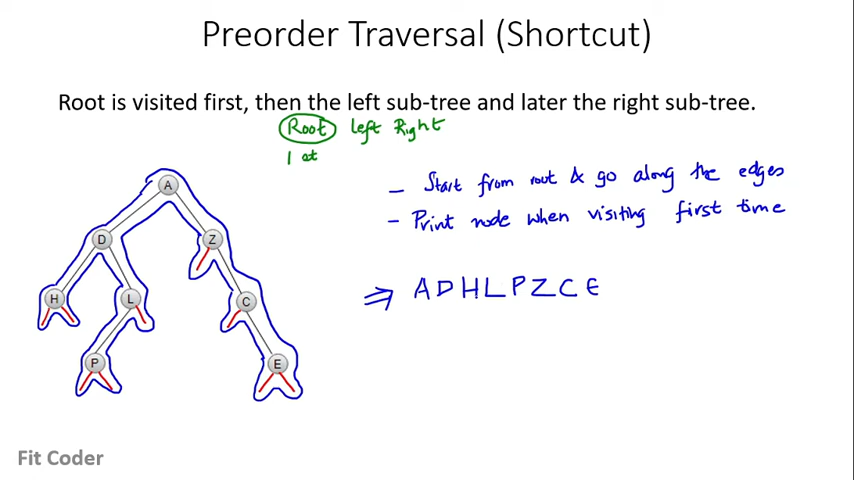 Preorder Traversal (Shortcut)
Root is visited first, then the left sub-tree and later the right sub-tree.
Root left Right
1 st
– Start from root & go along the edges
– Print node when visiting first time
A
D
Z
H
L
C
P
E
⇒ A D H L P Z C E
Fit Coder